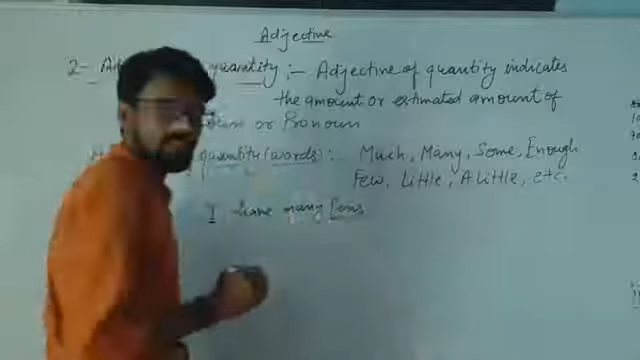 Adjective
2- quantity :- Adjective of quantity indicates
the amount or estimated amount of
Noun or Pronoun
quantity (words) :- Much, Many, Some, Enough
Few, Little, A little, etc.
I have many Pens